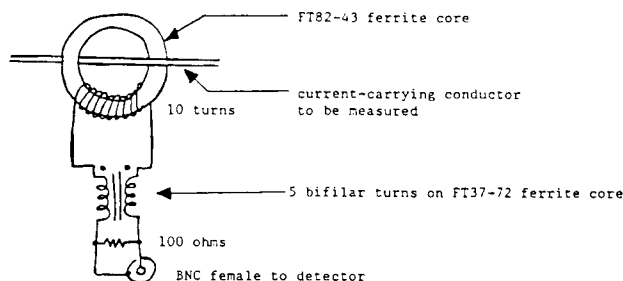 FT82-43 ferrite core
current-carrying conductor
to be measured
10 turns
5 bifilar turns on FT37-72 ferrite core
100 ohms
BNC female to detector